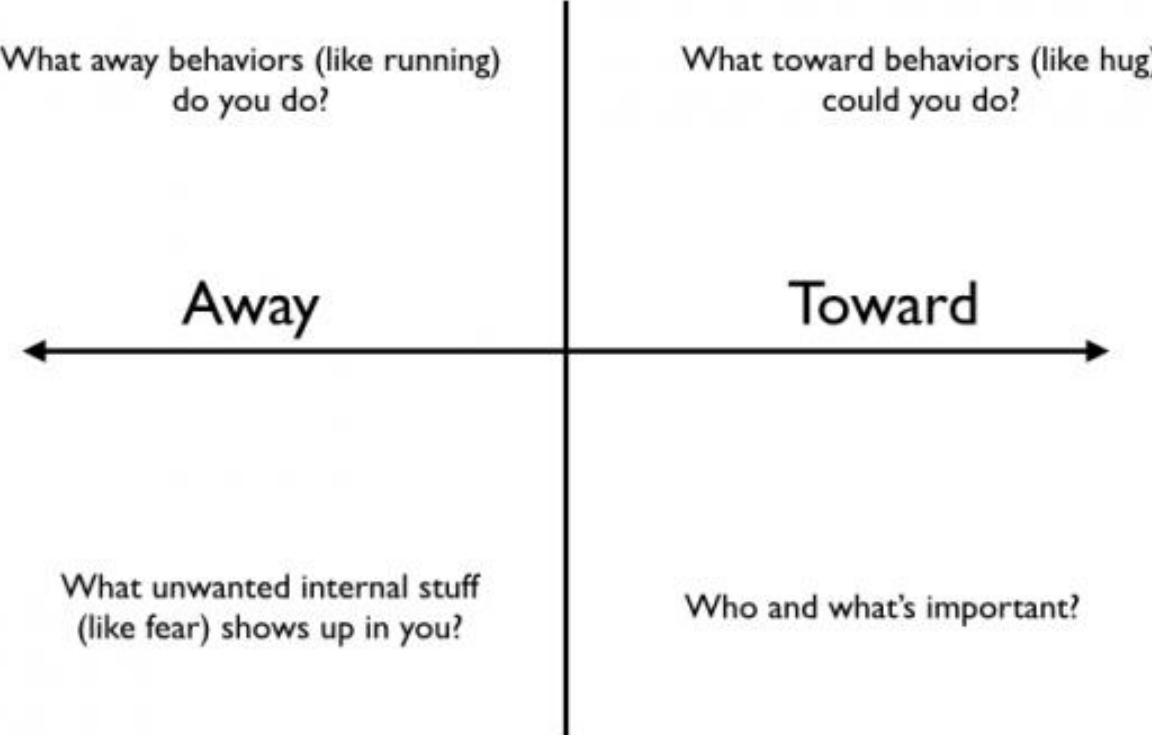 What away behaviors (like running)
do you do?
What toward behaviors (like hug)
could you do?
Away
Toward
What unwanted internal stuff
(like fear) shows up in you?
Who and what's important?